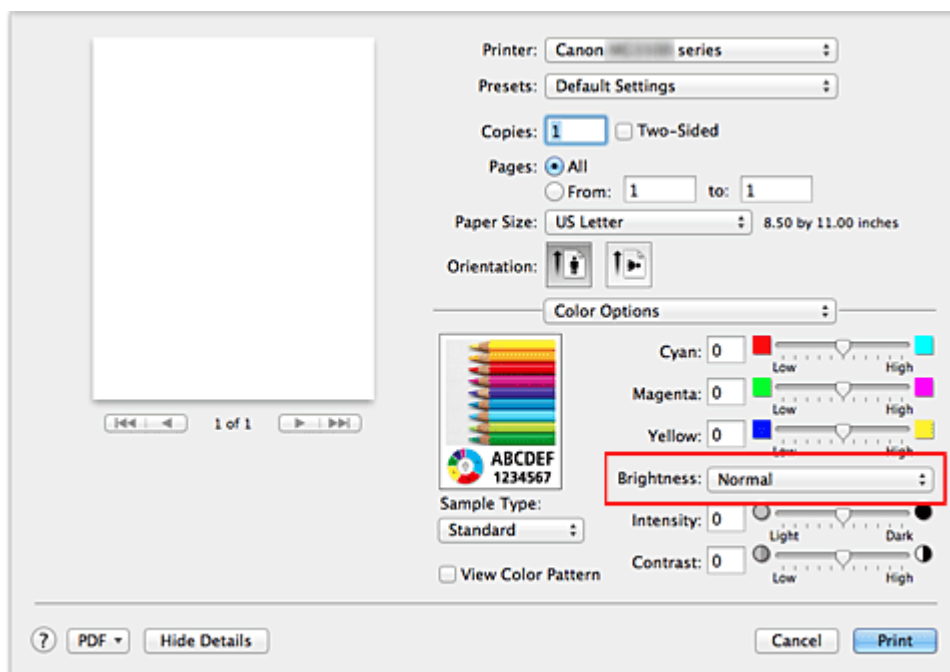 Printer: Canon series
Presets: Default Settings
Copies: 1 Two-Sided
Pages: All
From: 1 to: 1
Paper Size: US Letter 8.50 by 11.00 inches
Orientation:
Color Options
Cyan: 0
Low High
Magenta: 0
Low High
Yellow: 0
Low High
Brightness: Normal
Intensity: 0
Light Dark
Contrast: 0
Low High
ABCDEF
1234567
Sample Type:
Standard
View Color Pattern
1 of 1
? PDF Hide Details Cancel Print